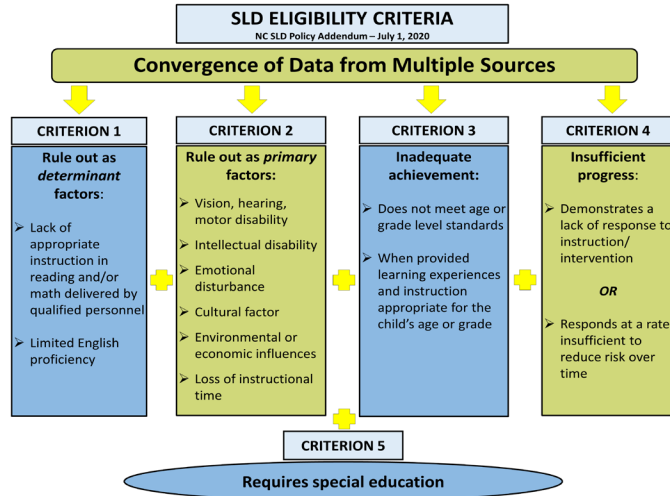 SLD ELIGIBILITY CRITERIA
NC SLD Policy Addendum – July 1, 2020
Convergence of Data from Multiple Sources
CRITERION 1
Rule out as
determinant
factors:
➢ Lack of
appropriate
instruction in
reading and/or
math delivered by
qualified personnel
➢ Limited English
proficiency
CRITERION 2
Rule out as primary
factors:
➢ Vision, hearing,
motor disability
➢ Intellectual disability
➢ Emotional
disturbance
➢ Cultural factor
➢ Environmental or
economic influences
➢ Loss of instructional
time
CRITERION 3
Inadequate
achievement:
➢ Does not meet age or
grade level standards
➢ When provided
learning experiences
and instruction
appropriate for the
child's age or grade
CRITERION 4
Insufficient
progress:
➢ Demonstrates a
lack of response to
instruction/
intervention
OR
➢ Responds at a rate
insufficient to
reduce risk over
time
CRITERION 5
Requires special education